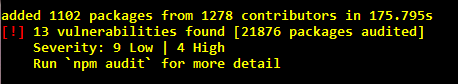 added 1102 packages from 1278 contributors in 175.795s
[!] 13 vulnerabilities found [21876 packages audited]
Severity: 9 Low | 4 High
Run `npm audit` for more detail